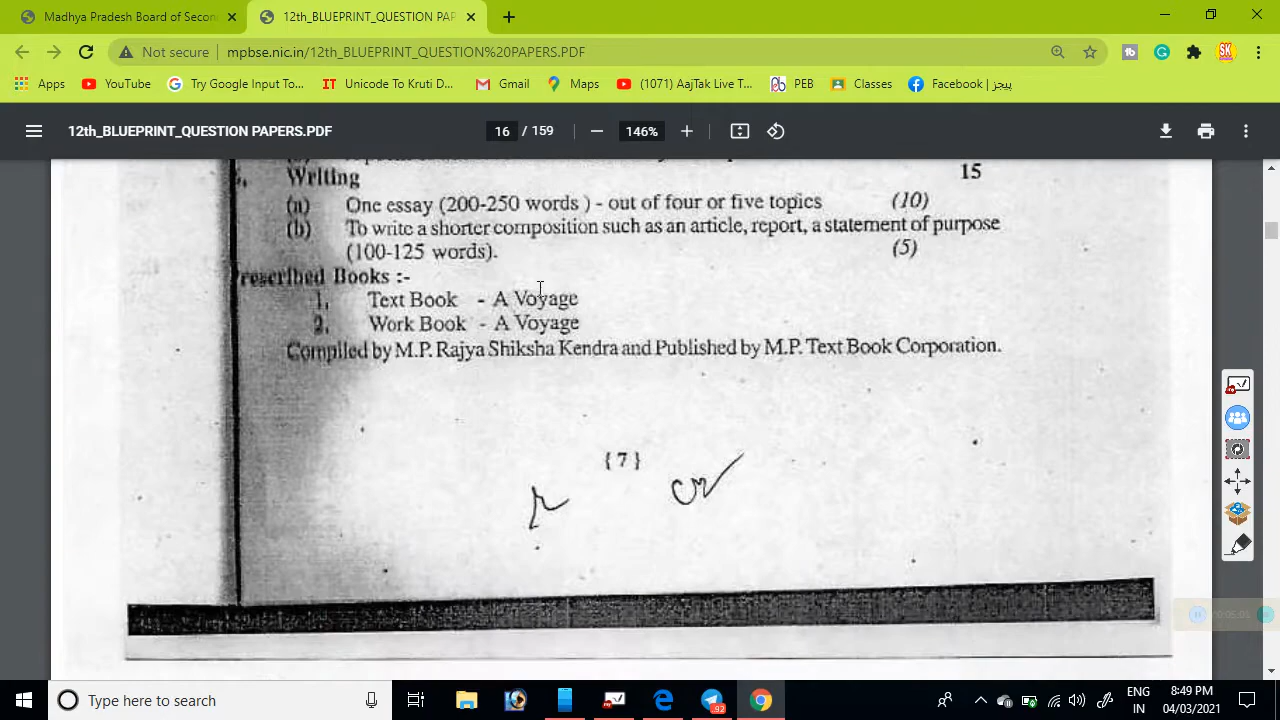 Madhya Pradesh Board of Secon
12th_BLUEPRINT_QUESTION PAP
Not secure
mpbse.nic.in/12th_BLUEPRINT_QUESTION%20PAPERS.PDF
Apps
YouTube
Try Google Input To...
Unicode To Kruti D...
Gmail
Maps
(1071) AajTak Live T...
PEB
Classes
Facebook | پیجز
12th_BLUEPRINT_QUESTION PAPERS.PDF
16 / 159
146%
Writing 15
(a) One essay (200-250 words ) - out of four or five topics (10)
(b) To write a shorter composition such as an article, report, a statement of purpose
(100-125 words). (5)
rescribed Books :-
1. Text Book - A Voyage
2. Work Book - A Voyage
Compiled by M.P. Rajya Shiksha Kendra and Published by M.P. Text Book Corporation.
{ 7 }
Type here to search
92
ENG
IN
8:49 PM
04/03/2021